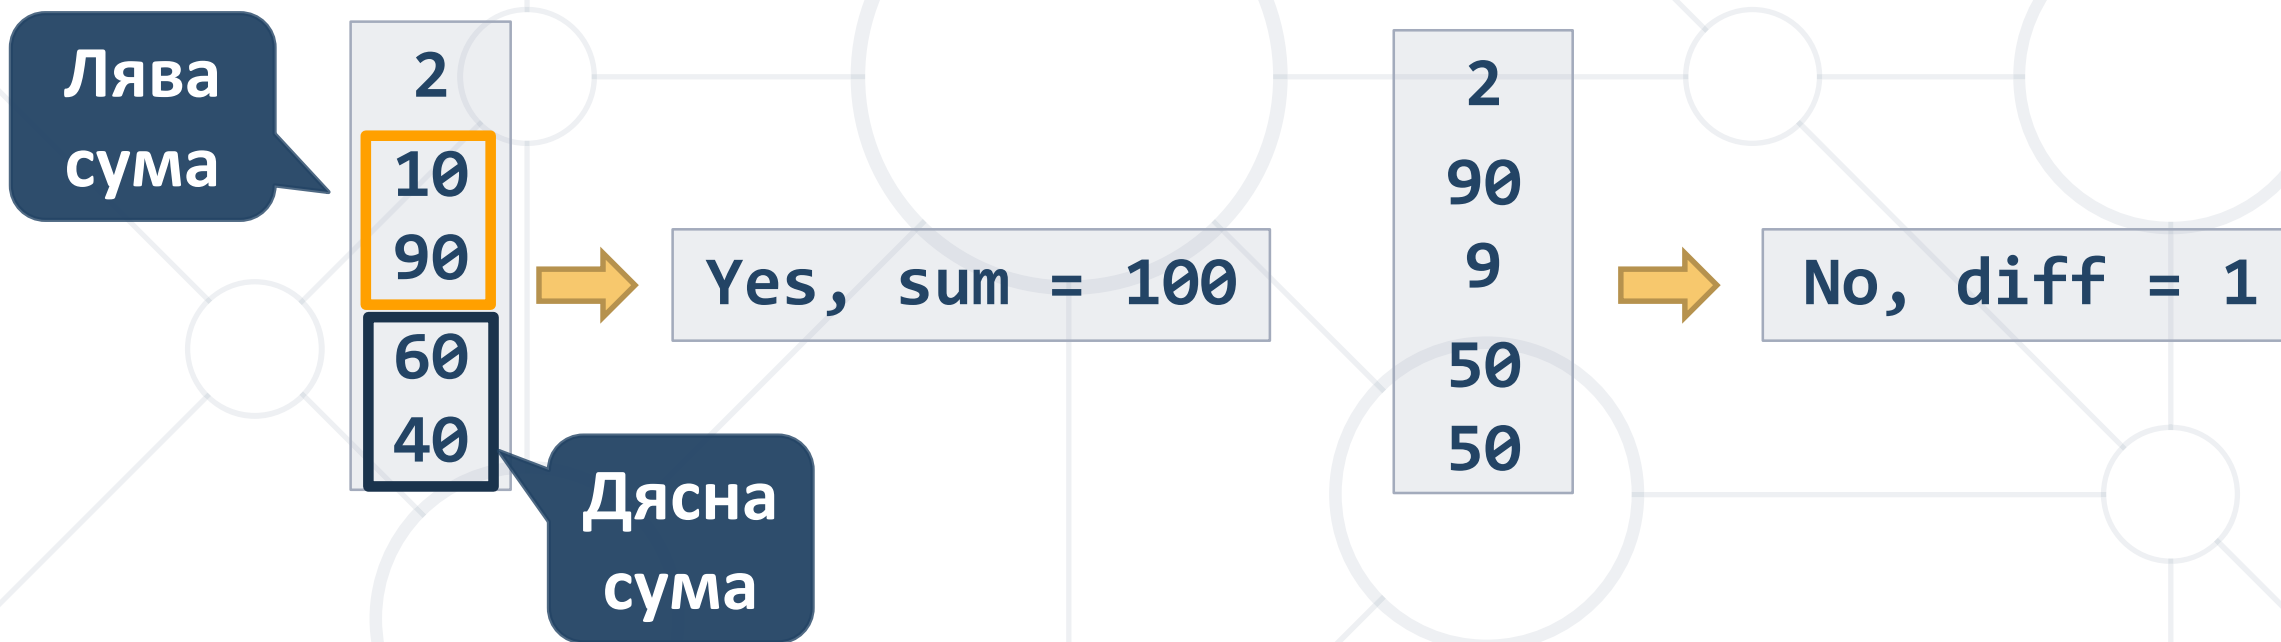 Лява
сума
2
10
90
60
40
Yes, sum = 100
Дясна
сума
2
90
9
50
50
No, diff = 1